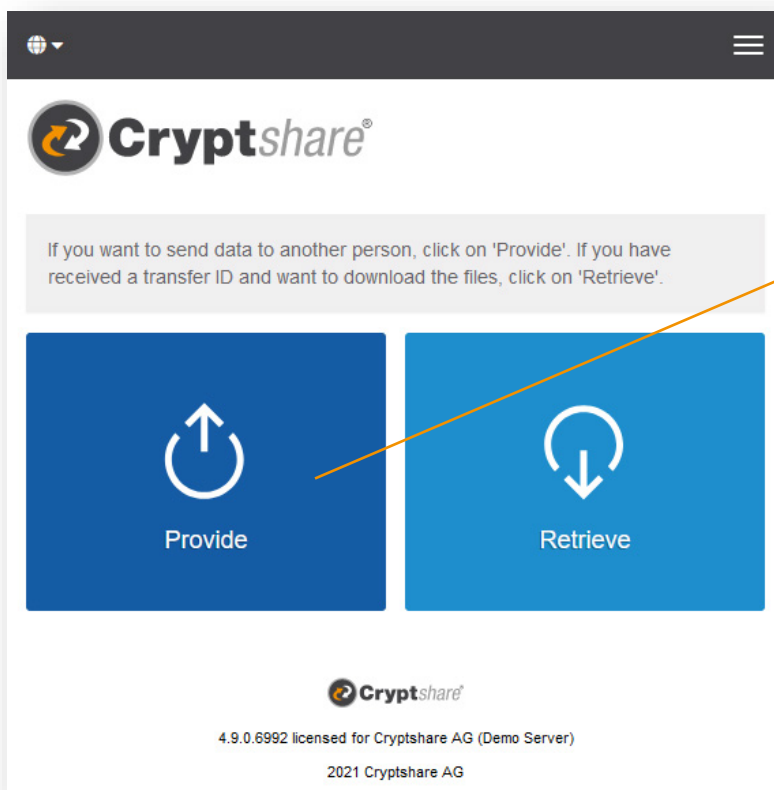 Cryptshare®
If you want to send data to another person, click on 'Provide'. If you have
received a transfer ID and want to download the files, click on 'Retrieve'.
Provide
Retrieve
Cryptshare®
4.9.0.6992 licensed for Cryptshare AG (Demo Server)
2021 Cryptshare AG